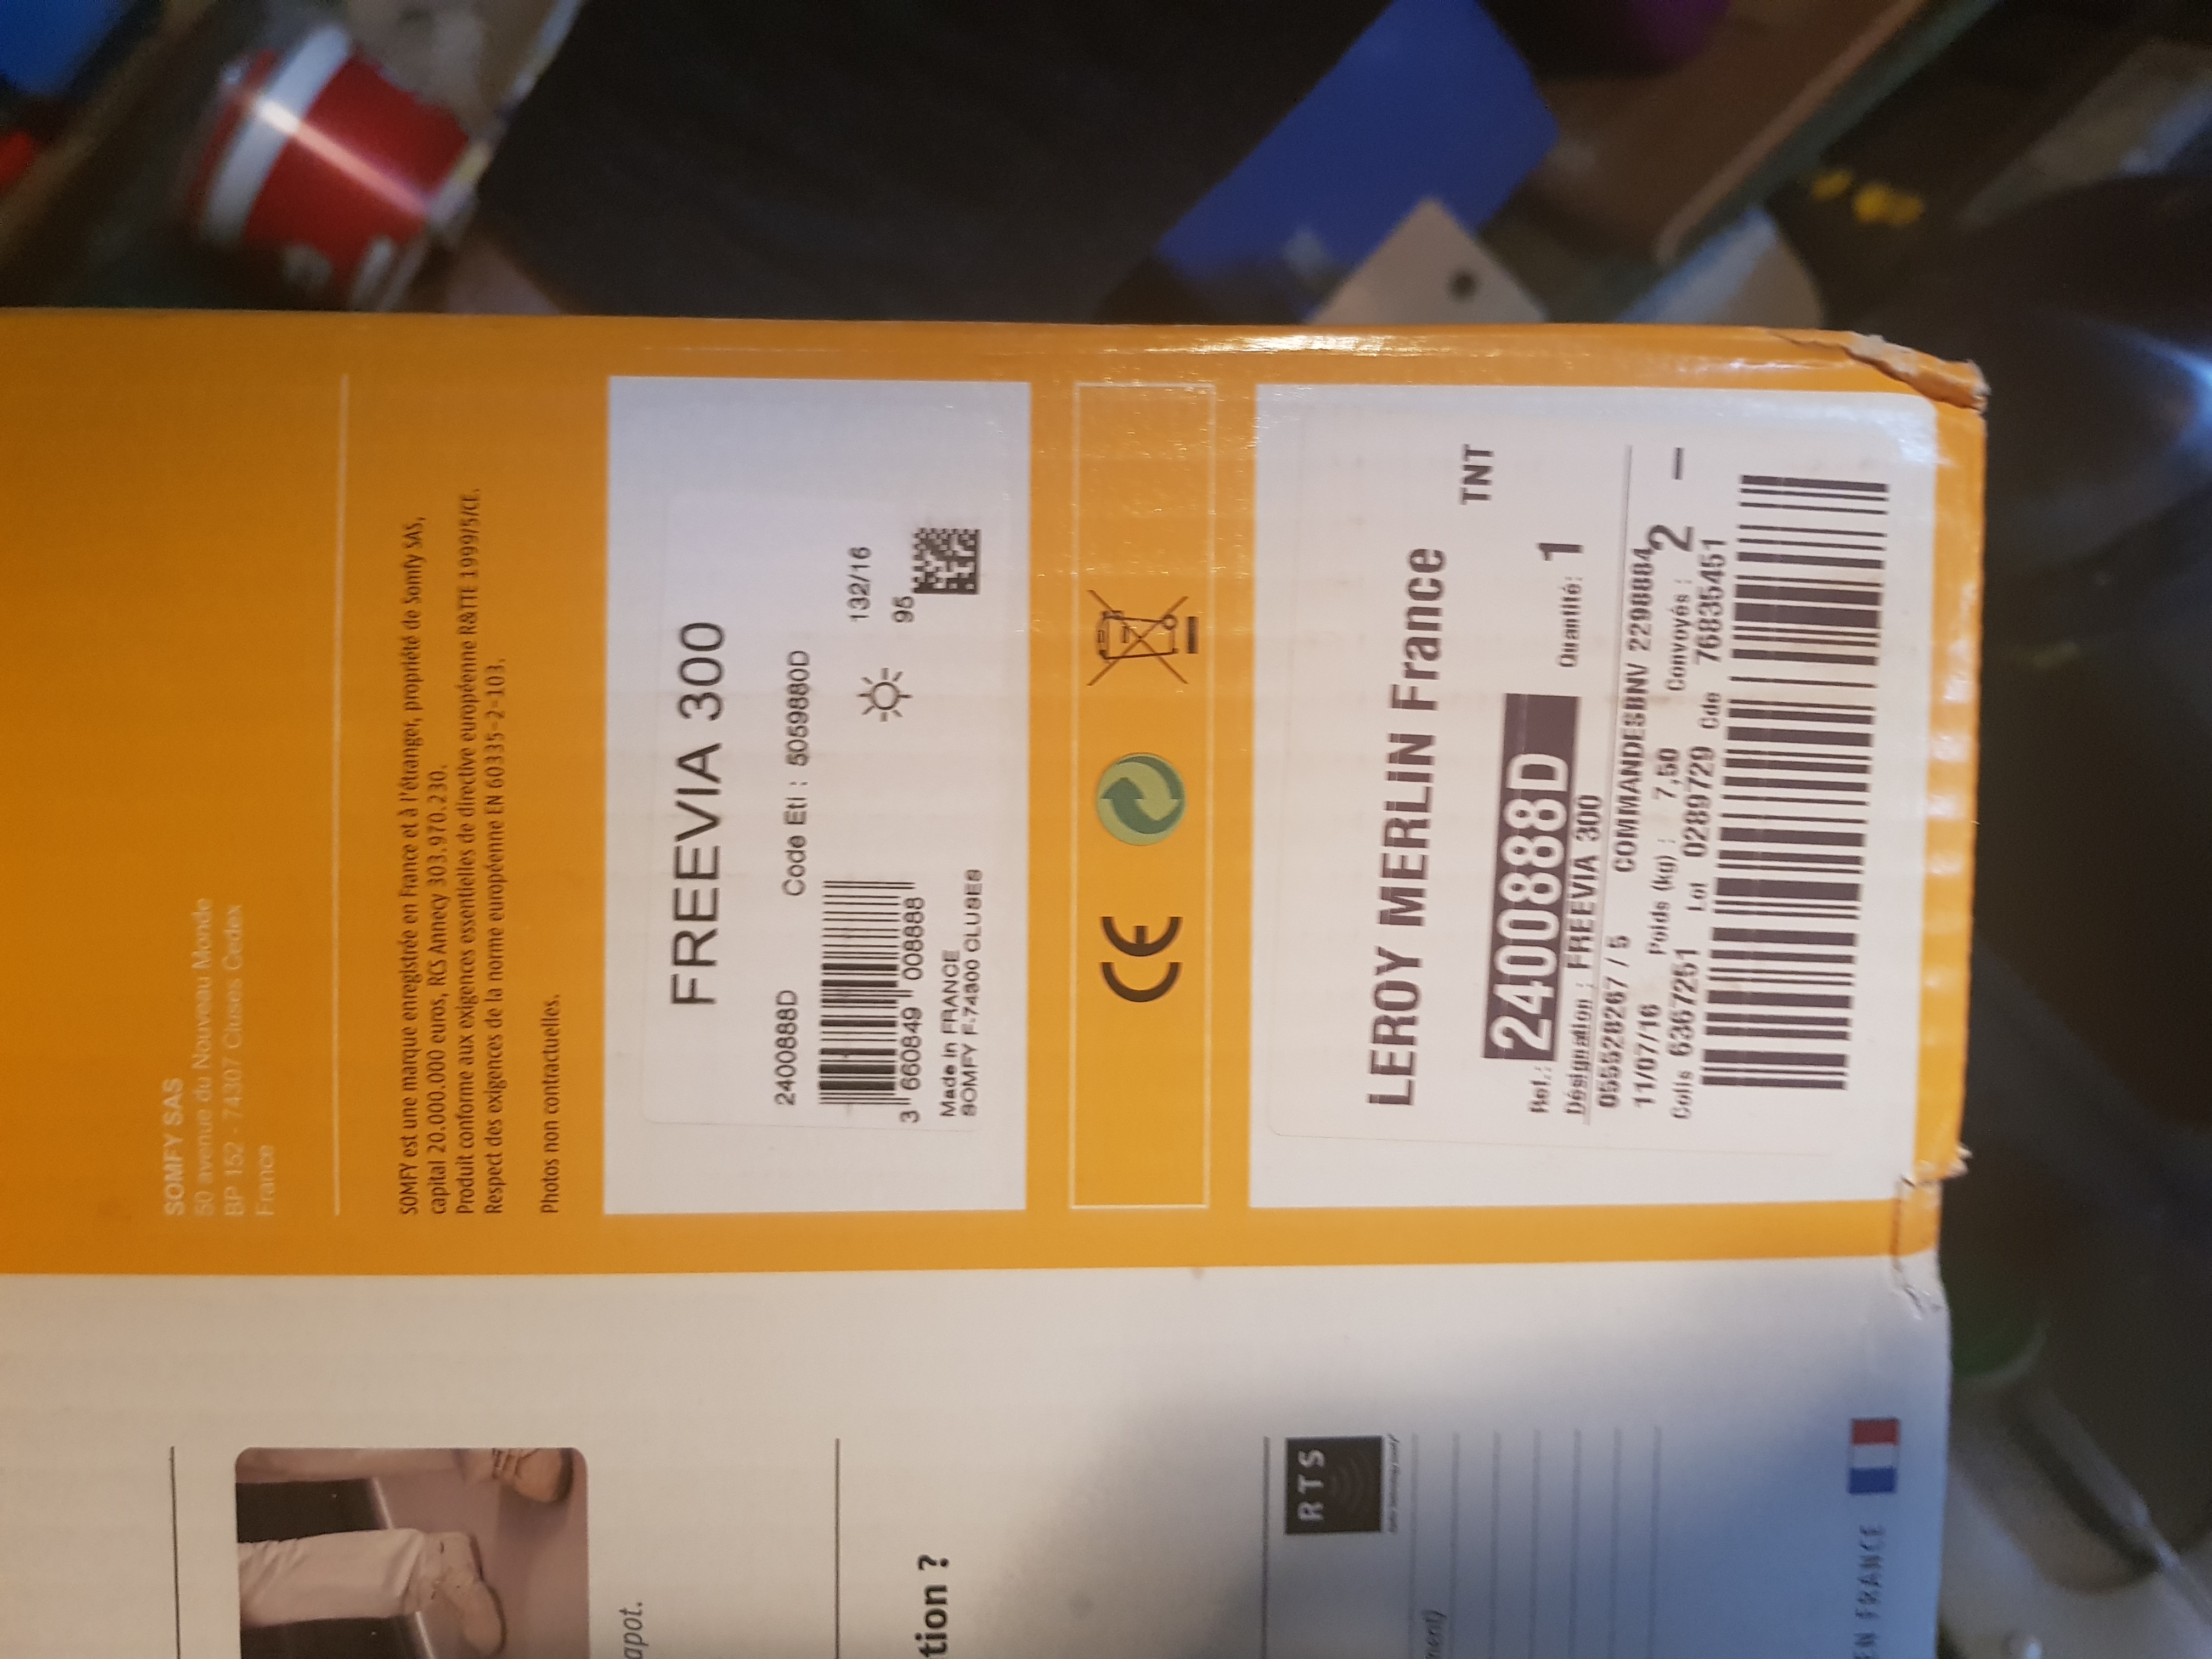 SOMFY SAS
50 avenue du Nouveau Monde
BP 152 - 74307 Cluses Cedex
France
SOMFY est une marque enregistrée en France et à l'étranger, propriété de Somfy SAS,
capital 20.000.000 euros, RCS Annecy 303.970.230.
Produit conforme aux exigences essentielles de directive européenne R&TTE 1999/5/CE.
Respect des exigences de la norme européenne EN 60335-2-103.
Photos non contractuelles.
FREEVIA 300
2400888D Code Eti : 5059880D
132/16
95
3 660849 008888
Made in FRANCE
SOMFY F-74300 CLUSES
CE
LEROY MERLIN France
TNT
Ref.: 2400888D Quantité: 1
Désignation : FREEVIA 300
055528267 / 5 COMMANDESBNV 2298884
11/07/16 Poids (kg) : 7,50 Convoyés : 2 –
Colis 6367251 Lot 0289729 Cde 76835451
apot.
tion ?
RTS
ment)
EN FRANCE